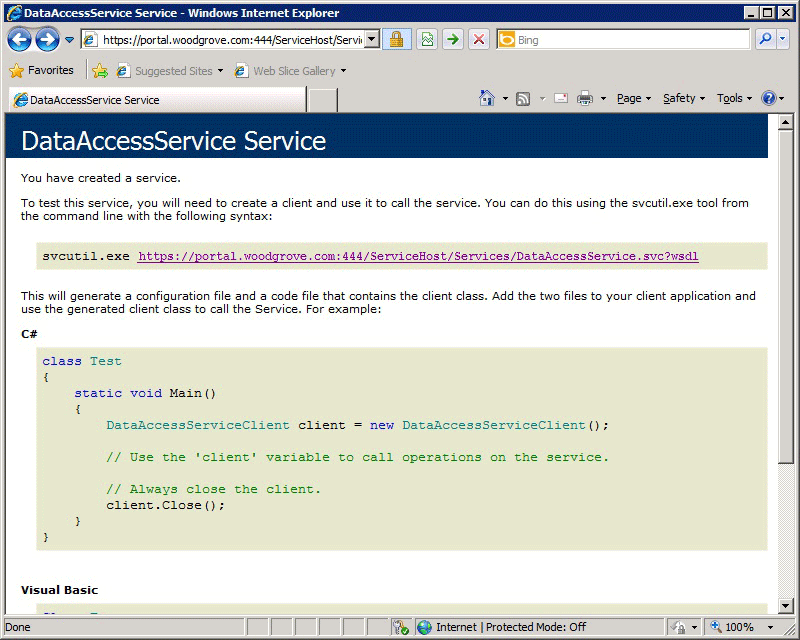 DataAccessService Service - Windows Internet Explorer
https://portal.woodgrove.com:444/ServiceHost/Servi
Bing
Favorites
Suggested Sites
Web Slice Gallery
DataAccessService Service
Page
Safety
Tools
DataAccessService Service
You have created a service.
To test this service, you will need to create a client and use it to call the service. You can do this using the svcutil.exe tool from
the command line with the following syntax:
svcutil.exe https://portal.woodgrove.com:444/ServiceHost/Services/DataAccessService.svc?wsdl
This will generate a configuration file and a code file that contains the client class. Add the two files to your client application and
use the generated client class to call the Service. For example:
C#
class Test
{
    static void Main()
    {
        DataAccessServiceClient client = new DataAccessServiceClient();
        // Use the 'client' variable to call operations on the service.
        // Always close the client.
        client.Close();
    }
}
Visual Basic
Done
Internet | Protected Mode: Off
100%